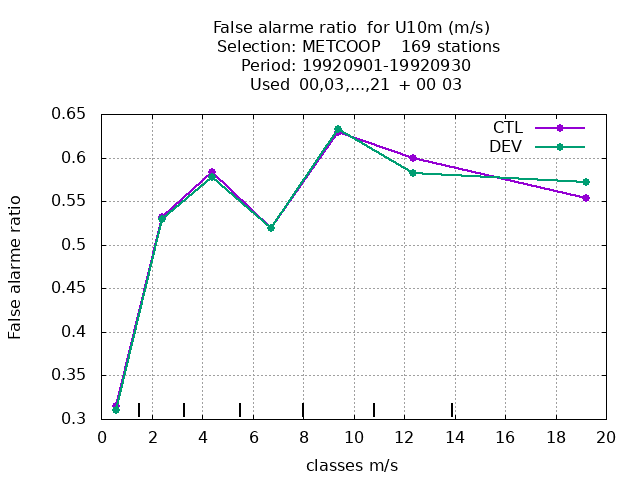 False alarme ratio  for U10m (m/s)
Selection: METCOOP    169 stations
Period: 19920901-19920930
Used  00,03,...,21  + 00 03
CTL
DEV
0.65
0.6
0.55
0.5
0.45
0.4
0.35
0.3
False alarme ratio
0 2 4 6 8 10 12 14 16 18 20
classes m/s